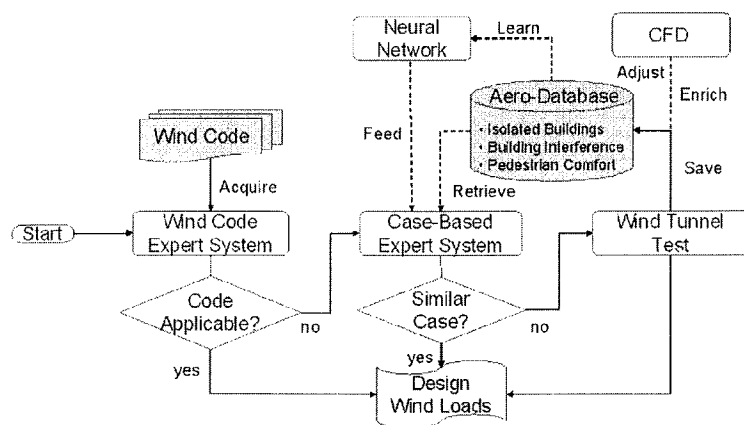 Neural
Network
Learn
CFD
Adjust
Enrich
Aero-Database
• Isolated Buildings
• Building Interference
• Pedestrian Comfort
Wind Code
Feed
Acquire
Retrieve
Save
Start
Wind Code
Expert System
Case-Based
Expert System
Wind Tunnel
Test
Code
Applicable?
no
Similar
Case?
no
yes
yes
Design
Wind Loads